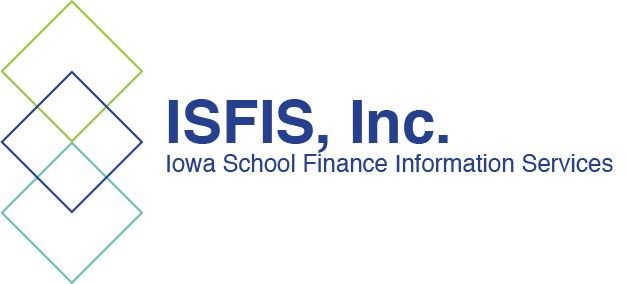 ISFIS, Inc.
Iowa School Finance Information Services